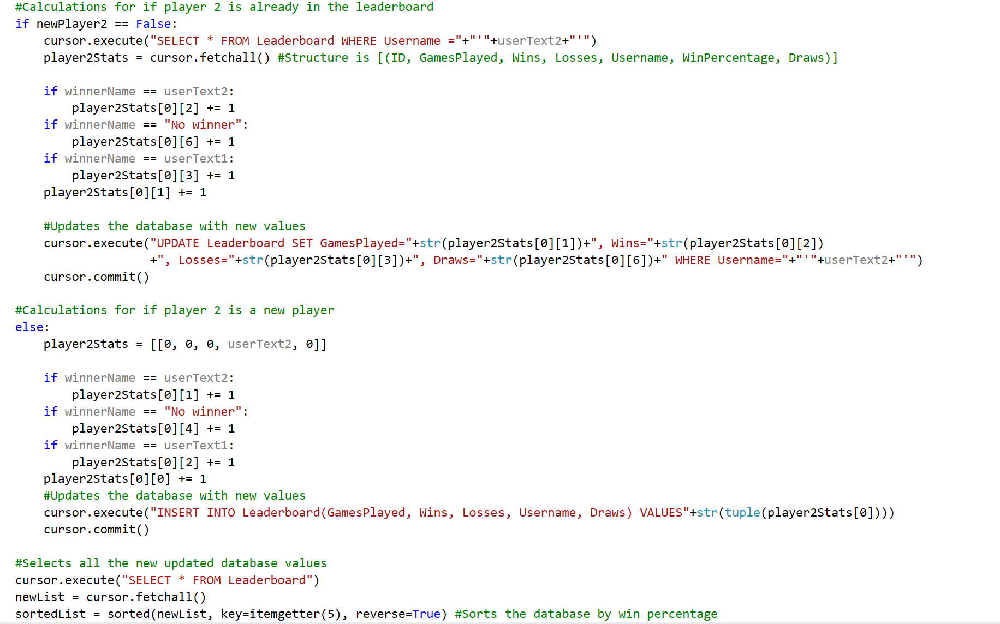 #Calculations for if player 2 is already in the leaderboard
if newPlayer2 == False:
    cursor.execute("SELECT * FROM Leaderboard WHERE Username ="+"'"+userText2+"'")
    player2Stats = cursor.fetchall() #Structure is [(ID, GamesPlayed, Wins, Losses, Username, WinPercentage, Draws)]

    if winnerName == userText2:
        player2Stats[0][2] += 1
    if winnerName == "No winner":
        player2Stats[0][6] += 1
    if winnerName == userText1:
        player2Stats[0][3] += 1
    player2Stats[0][1] += 1

    #Updates the database with new values
    cursor.execute("UPDATE Leaderboard SET GamesPlayed="+str(player2Stats[0][1])+", Wins="+str(player2Stats[0][2])
                   +", Losses="+str(player2Stats[0][3])+", Draws="+str(player2Stats[0][6])+" WHERE Username="+"'"+userText2+"'")
    cursor.commit()

#Calculations for if player 2 is a new player
else:
    player2Stats = [[0, 0, 0, userText2, 0]]

    if winnerName == userText2:
        player2Stats[0][1] += 1
    if winnerName == "No winner":
        player2Stats[0][4] += 1
    if winnerName == userText1:
        player2Stats[0][2] += 1
    player2Stats[0][0] += 1
    #Updates the database with new values
    cursor.execute("INSERT INTO Leaderboard(GamesPlayed, Wins, Losses, Username, Draws) VALUES"+str(tuple(player2Stats[0])))
    cursor.commit()

#Selects all the new updated database values
cursor.execute("SELECT * FROM Leaderboard")
newList = cursor.fetchall()
sortedList = sorted(newList, key=itemgetter(5), reverse=True) #Sorts the database by win percentage